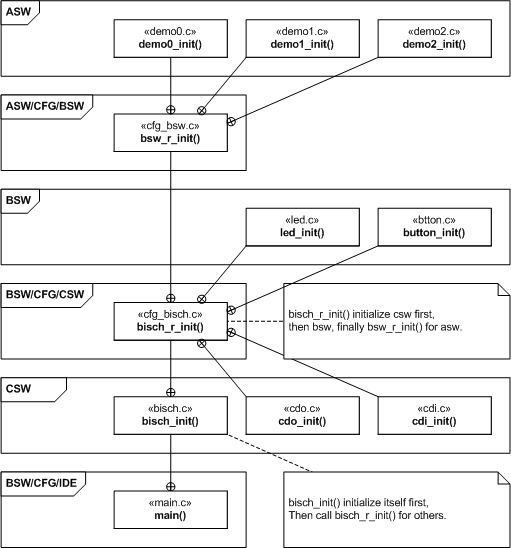 ASW
«demo0.c»
demo0_init()
«demo1.c»
demo1_init()
«demo2.c»
demo2_init()
ASW/CFG/BSW
«cfg_bsw.c»
bsw_r_init()
BSW
«led.c»
led_init()
«btton.c»
button_init()
BSW/CFG/CSW
«cfg_bisch.c»
bisch_r_init()
bisch_r_init() initialize csw first,
then bsw, finally bsw_r_init() for asw.
CSW
«bisch.c»
bisch_init()
«cdo.c»
cdo_init()
«cdi.c»
cdi_init()
BSW/CFG/IDE
«main.c»
main()
bisch_init() initialize itself first,
Then call bisch_r_init() for others.